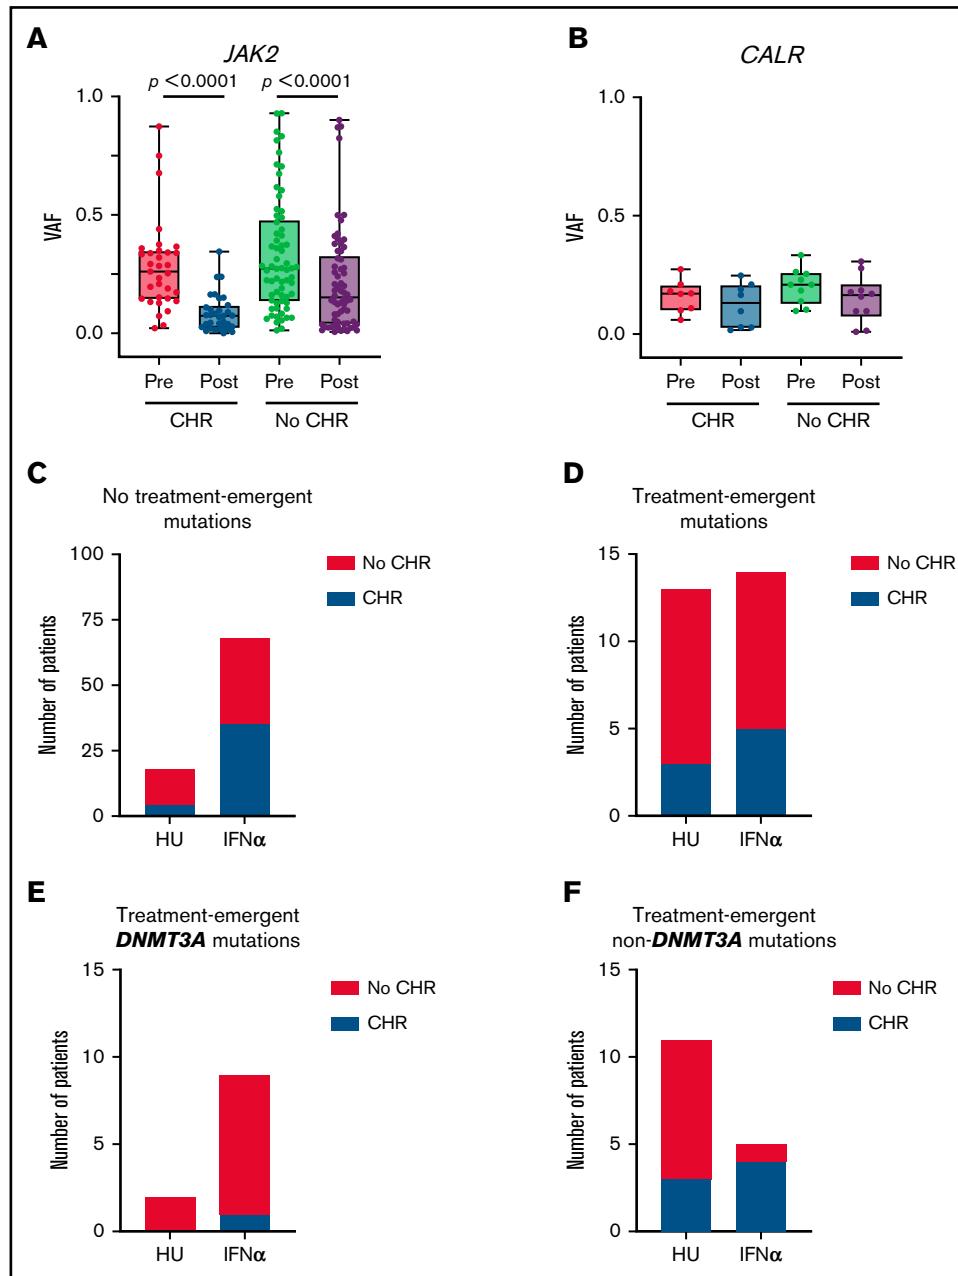 A
JAK2
p <0.0001 p <0.0001
1.0
0.5
0.0
VAF
Pre Post Pre Post
CHR No CHR
B
CALR
1.0
0.5
0.0
VAF
Pre Post Pre Post
CHR No CHR
C
No treatment-emergent
mutations
100
75
50
25
0
Number of patients
HU IFNα
No CHR
CHR
D
Treatment-emergent
mutations
15
10
5
0
Number of patients
HU IFNα
No CHR
CHR
E
Treatment-emergent
DNMT3A mutations
15
10
5
0
Number of patients
HU IFNα
No CHR
CHR
F
Treatment-emergent
non-DNMT3A mutations
15
10
5
0
Number of patients
HU IFNα
No CHR
CHR